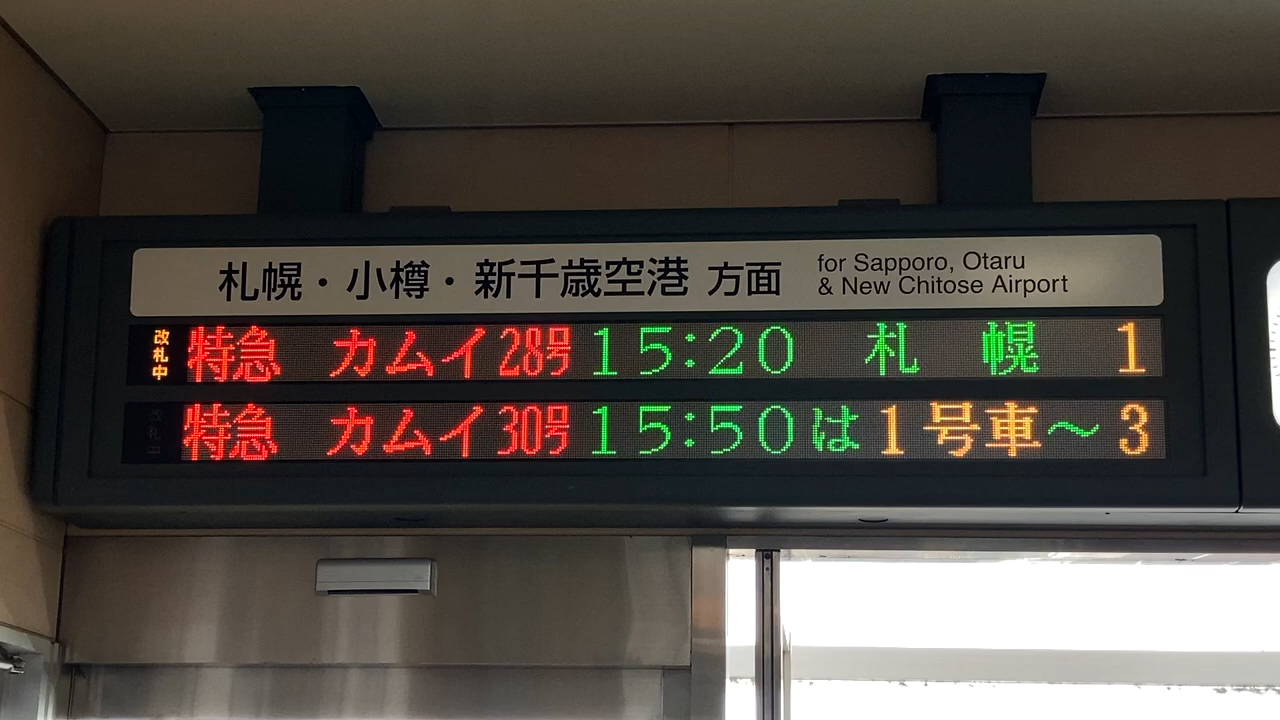 札幌・小樽・新千歳空港 方面
for Sapporo, Otaru
& New Chitose Airport
改札中 特急 カムイ28号 15:20 札 幌 1
特急 カムイ30号 15:50 は 1号車～ 3